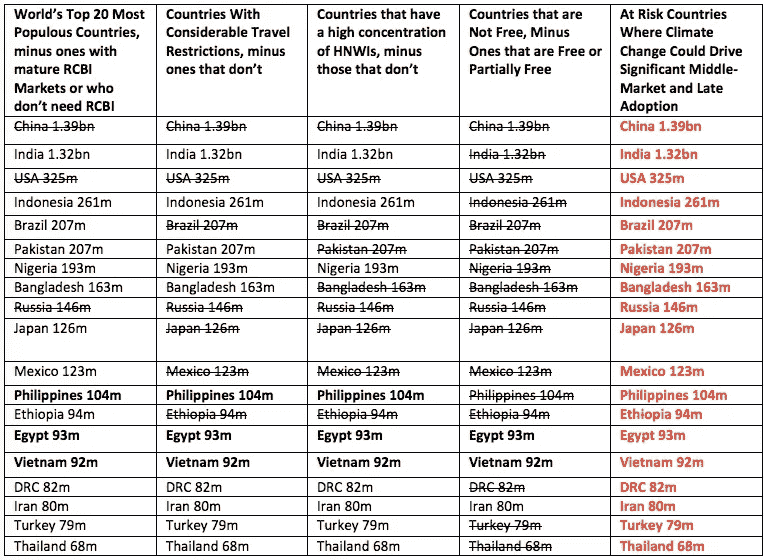 World's Top 20 Most Populous Countries, minus ones with mature RCBI Markets or who don't need RCBI | Countries With Considerable Travel Restrictions, minus ones that don't | Countries that have a high concentration of HNWIs, minus those that don't | Countries that are Not Free, Minus Ones that are Free or Partially Free | At Risk Countries Where Climate Change Could Drive Significant Middle-Market and Late Adoption
China 1.39bn | China 1.39bn | China 1.39bn | China 1.39bn | China 1.39bn
India 1.32bn | India 1.32bn | India 1.32bn | India 1.32bn | India 1.32bn
USA 325m | USA 325m | USA 325m | USA 325m | USA 325m
Indonesia 261m | Indonesia 261m | Indonesia 261m | Indonesia 261m | Indonesia 261m
Brazil 207m | Brazil 207m | Brazil 207m | Brazil 207m | Brazil 207m
Pakistan 207m | Pakistan 207m | Pakistan 207m | Pakistan 207m | Pakistan 207m
Nigeria 193m | Nigeria 193m | Nigeria 193m | Nigeria 193m | Nigeria 193m
Bangladesh 163m | Bangladesh 163m | Bangladesh 163m | Bangladesh 163m | Bangladesh 163m
Russia 146m | Russia 146m | Russia 146m | Russia 146m | Russia 146m
Japan 126m | Japan 126m | Japan 126m | Japan 126m | Japan 126m
Mexico 123m | Mexico 123m | Mexico 123m | Mexico 123m | Mexico 123m
Philippines 104m | Philippines 104m | Philippines 104m | Philippines 104m | Philippines 104m
Ethiopia 94m | Ethiopia 94m | Ethiopia 94m | Ethiopia 94m | Ethiopia 94m
Egypt 93m | Egypt 93m | Egypt 93m | Egypt 93m | Egypt 93m
Vietnam 92m | Vietnam 92m | Vietnam 92m | Vietnam 92m | Vietnam 92m
DRC 82m | DRC 82m | DRC 82m | DRC 82m | DRC 82m
Iran 80m | Iran 80m | Iran 80m | Iran 80m | Iran 80m
Turkey 79m | Turkey 79m | Turkey 79m | Turkey 79m | Turkey 79m
Thailand 68m | Thailand 68m | Thailand 68m | Thailand 68m | Thailand 68m